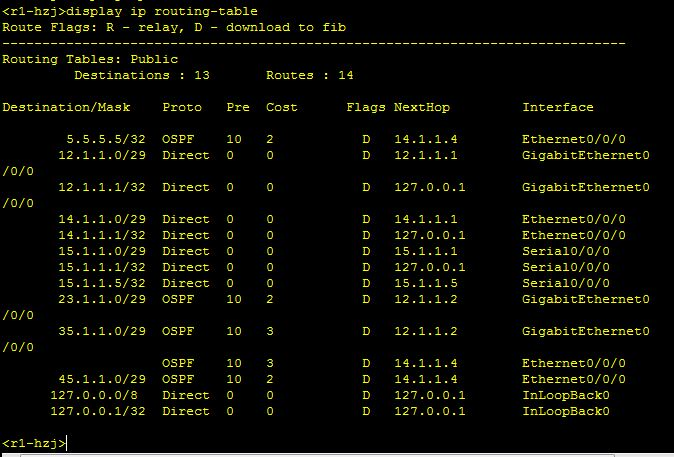 <r1-hzj>display ip routing-table
Route Flags: R - relay, D - download to fib
------------------------------------------------------------------------------
Routing Tables: Public
         Destinations : 13       Routes : 14

Destination/Mask    Proto   Pre  Cost      Flags NextHop         Interface

        5.5.5.5/32  OSPF    10   2           D   14.1.1.4        Ethernet0/0/0
       12.1.1.0/29  Direct  0    0           D   12.1.1.1        GigabitEthernet0
/0/0
       12.1.1.1/32  Direct  0    0           D   127.0.0.1       GigabitEthernet0
/0/0
       14.1.1.0/29  Direct  0    0           D   14.1.1.1        Ethernet0/0/0
       14.1.1.1/32  Direct  0    0           D   127.0.0.1       Ethernet0/0/0
       15.1.1.0/29  Direct  0    0           D   15.1.1.1        Serial0/0/0
       15.1.1.1/32  Direct  0    0           D   127.0.0.1       Serial0/0/0
       15.1.1.5/32  Direct  0    0           D   15.1.1.5        Serial0/0/0
       23.1.1.0/29  OSPF    10   2           D   12.1.1.2        GigabitEthernet0
/0/0
       35.1.1.0/29  OSPF    10   3           D   12.1.1.2        GigabitEthernet0
/0/0
                    OSPF    10   3           D   14.1.1.4        Ethernet0/0/0
       45.1.1.0/29  OSPF    10   2           D   14.1.1.4        Ethernet0/0/0
      127.0.0.0/8   Direct  0    0           D   127.0.0.1       InLoopBack0
      127.0.0.1/32  Direct  0    0           D   127.0.0.1       InLoopBack0

<r1-hzj>